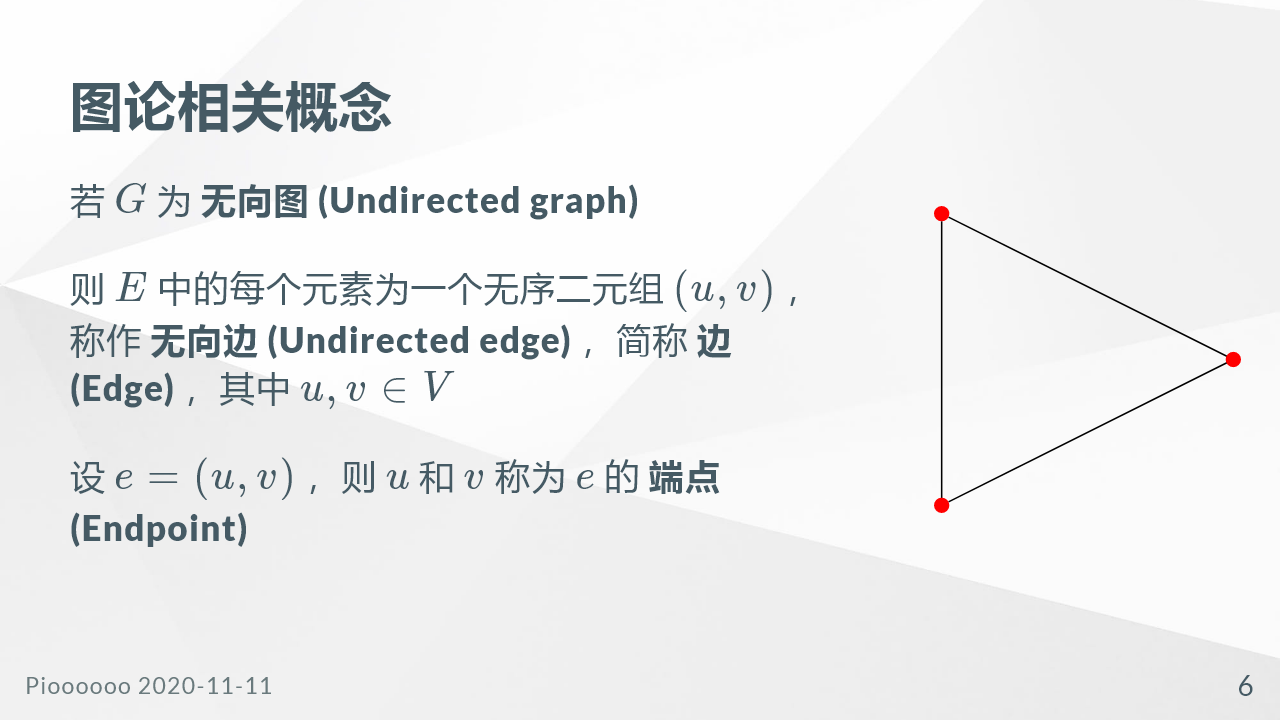 图论相关概念
若 G 为 无向图 (Undirected graph)
则 E 中的每个元素为一个无序二元组 (u, v) ，
称作 无向边 (Undirected edge) ，简称 边
(Edge) ，其中 u, v ∈ V
设 e = (u, v) ，则 u 和 v 称为 e 的 端点
(Endpoint)
Pioooooo 2020-11-11
6